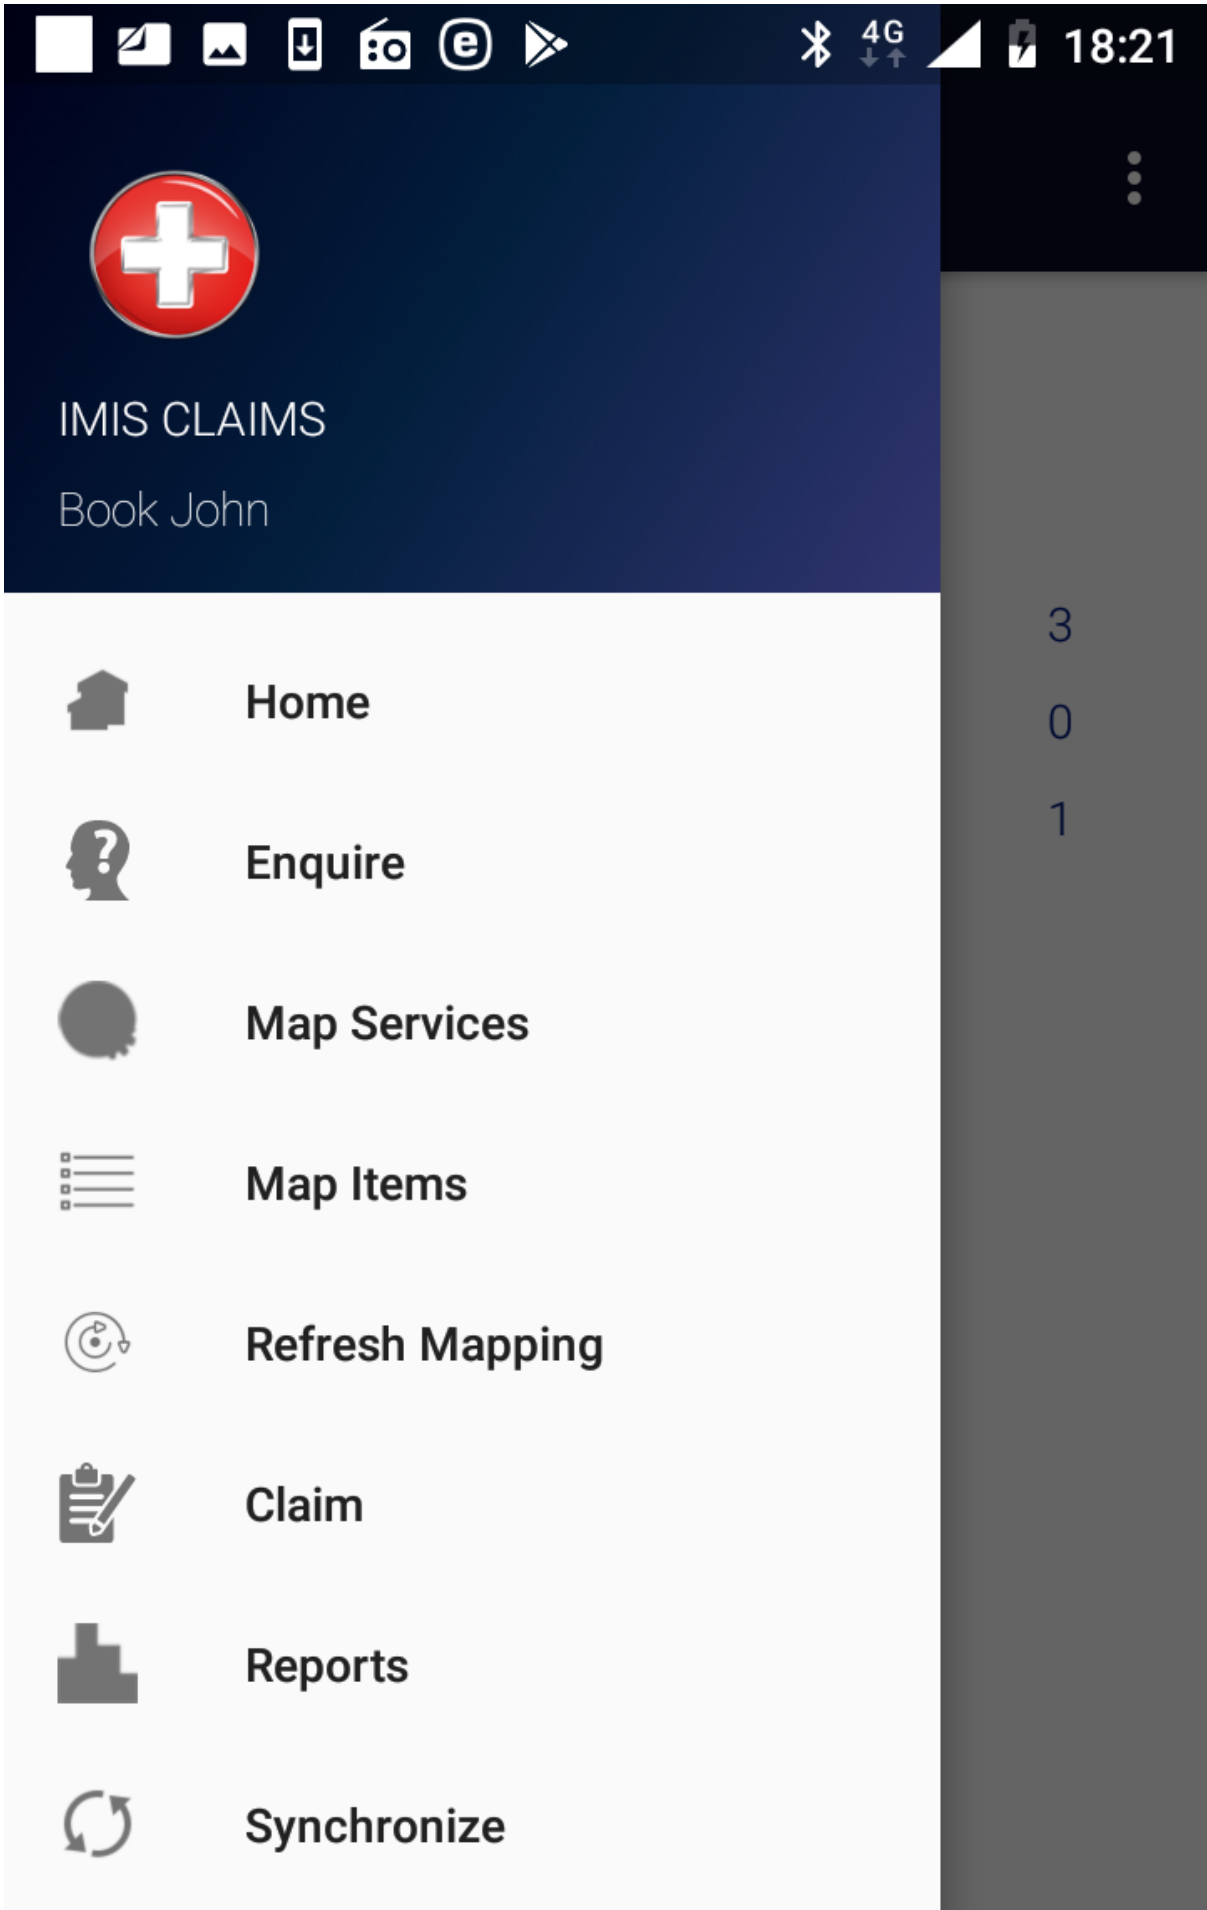 4G 18:21
IMIS CLAIMS
Book John
3
0
1
Home
Enquire
Map Services
Map Items
Refresh Mapping
Claim
Reports
Synchronize